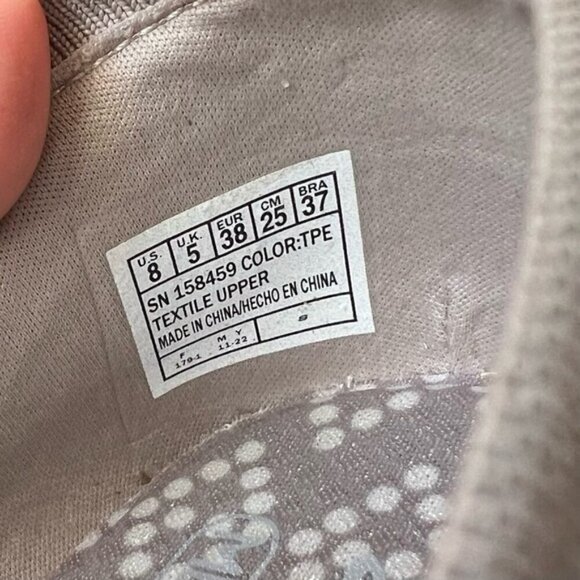 U.S. U.K. EUR CM BRA
8 5 38 25 37
SN 158459 COLOR:TPE
TEXTILE UPPER
MADE IN CHINA/HECHO EN CHINA
F M Y
179-1 11-22